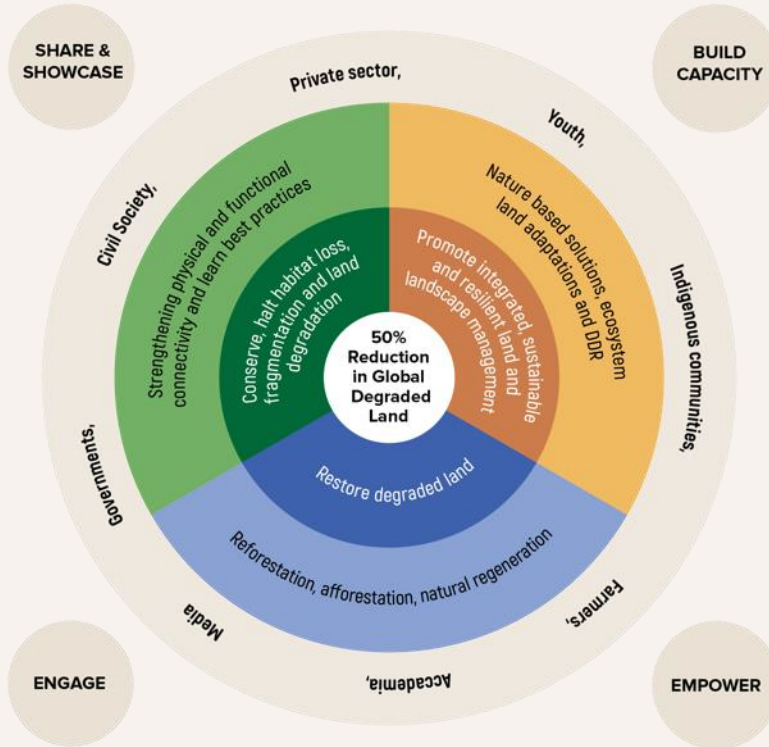 SHARE &
SHOWCASE
BUILD
CAPACITY
Private sector,
Youth,
Indigenous communities,
Farmers,
Accademia,
Media
Governments,
Civil Society,
Strengthening physical and functional
connectivity and learn best practices
Nature based solutions, ecosystem
land adaptations and DDR
Reforestation, afforestation, natural regeneration
Conserve, halt habitat loss,
fragmentation and land
degradation
Promote integrated, sustainable
and resilient land and
landscape management
Restore degraded land
50%
Reduction
in Global
Degraded
Land
ENGAGE
EMPOWER